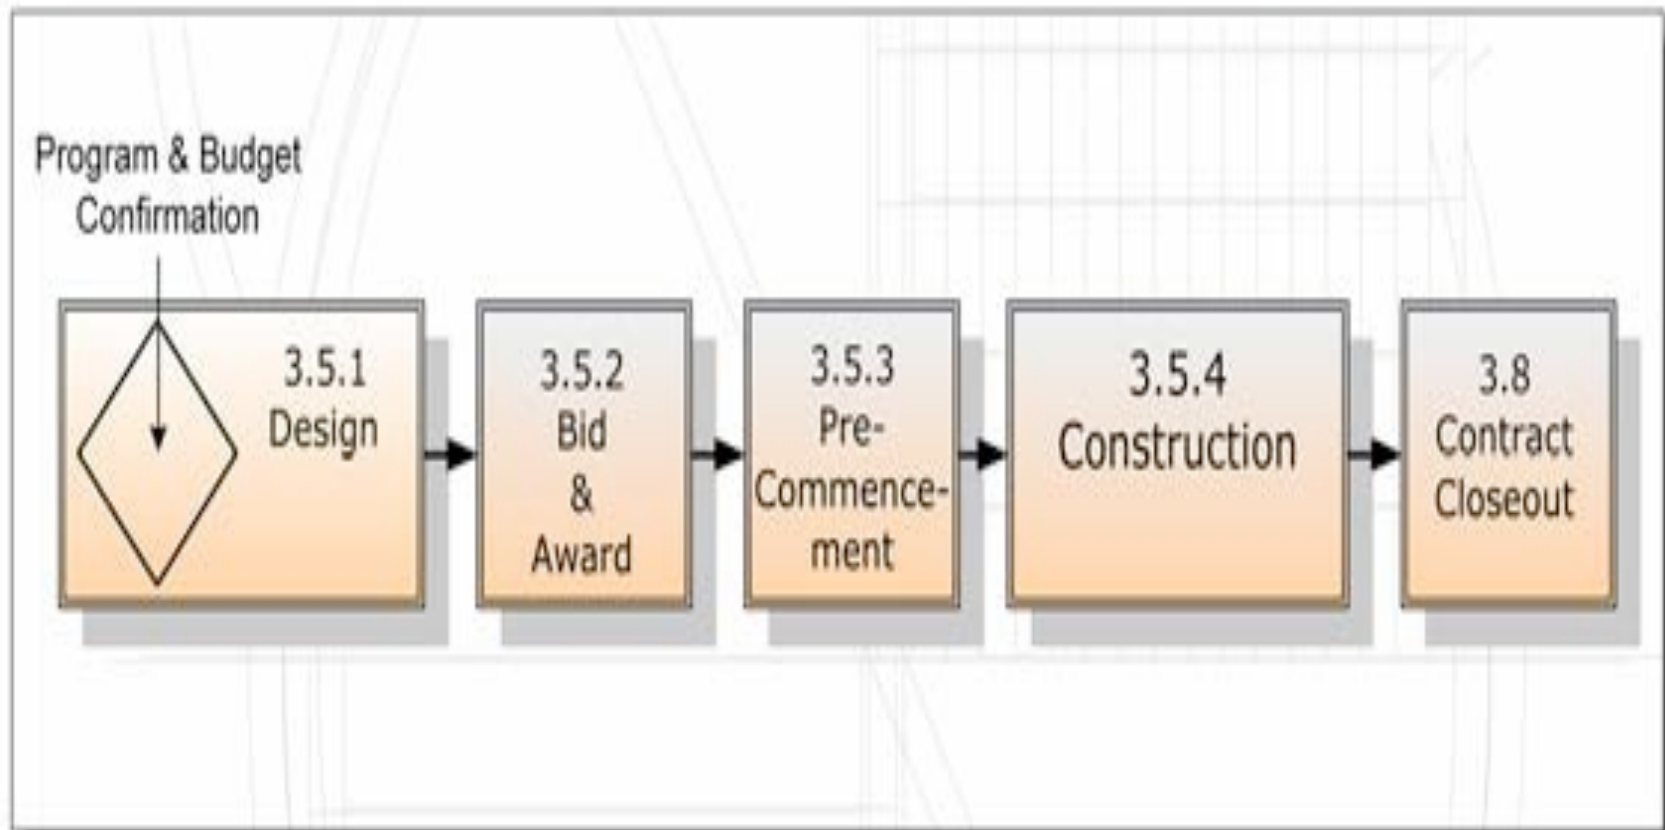 Program & Budget
Confirmation
3.5.1
Design
3.5.2
Bid
&
Award
3.5.3
Pre-
Commence-
ment
3.5.4
Construction
3.8
Contract
Closeout